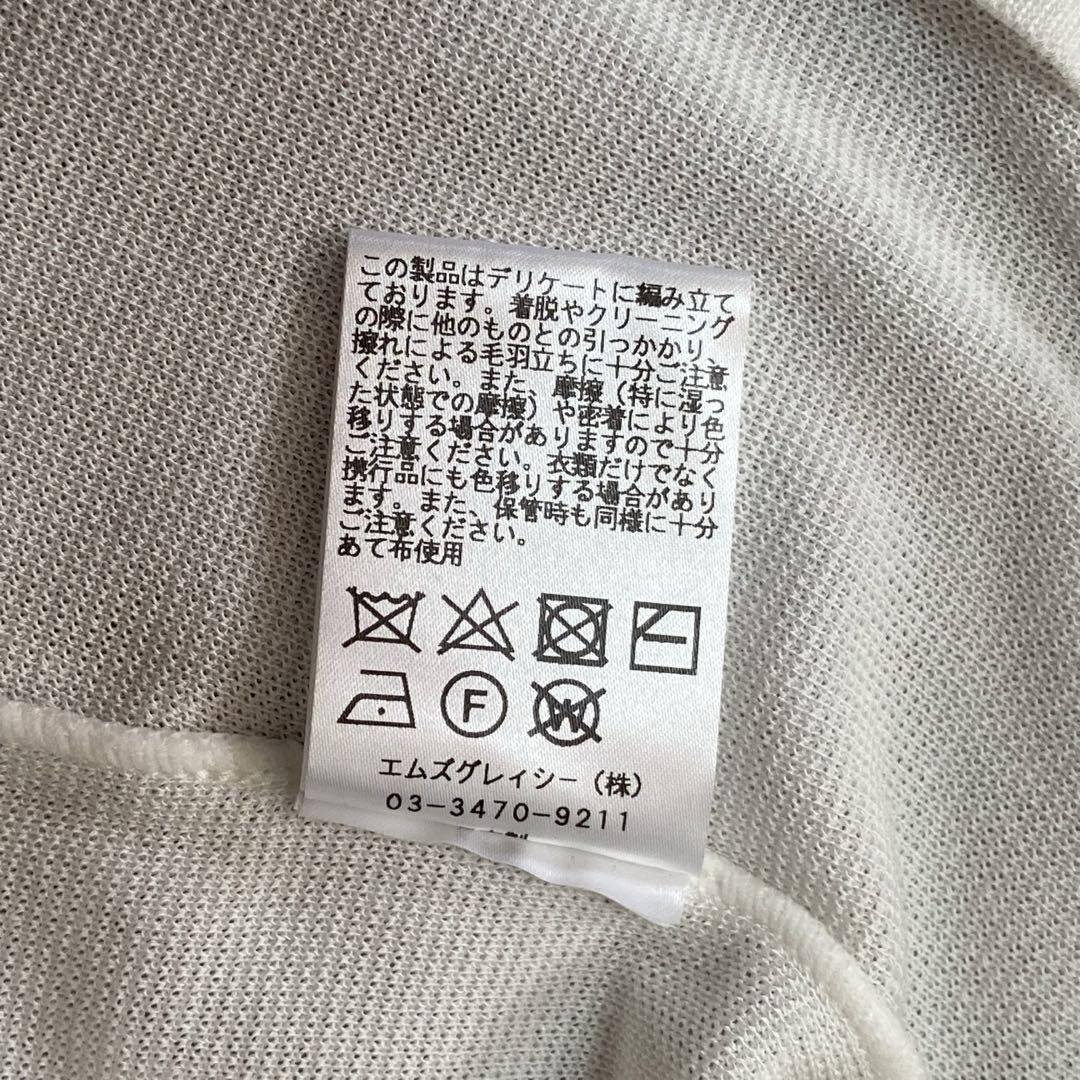 この製品はデリケートに編み立て
ております。着脱やクリーニング
の際に他のものとの引っかかり、
擦れによる毛羽立ちに十分ご注意
ください。また、摩擦（特に湿っ
た状態での摩擦）や密着により色
移りする場合がありますので十分
ご注意ください。衣類だけでなく
携行品にも色移りする場合があり
ます。また、保管時も同様に十分
ご注意ください。
あて布使用
F
W
エムズグレイシー（株）
03-3470-9211